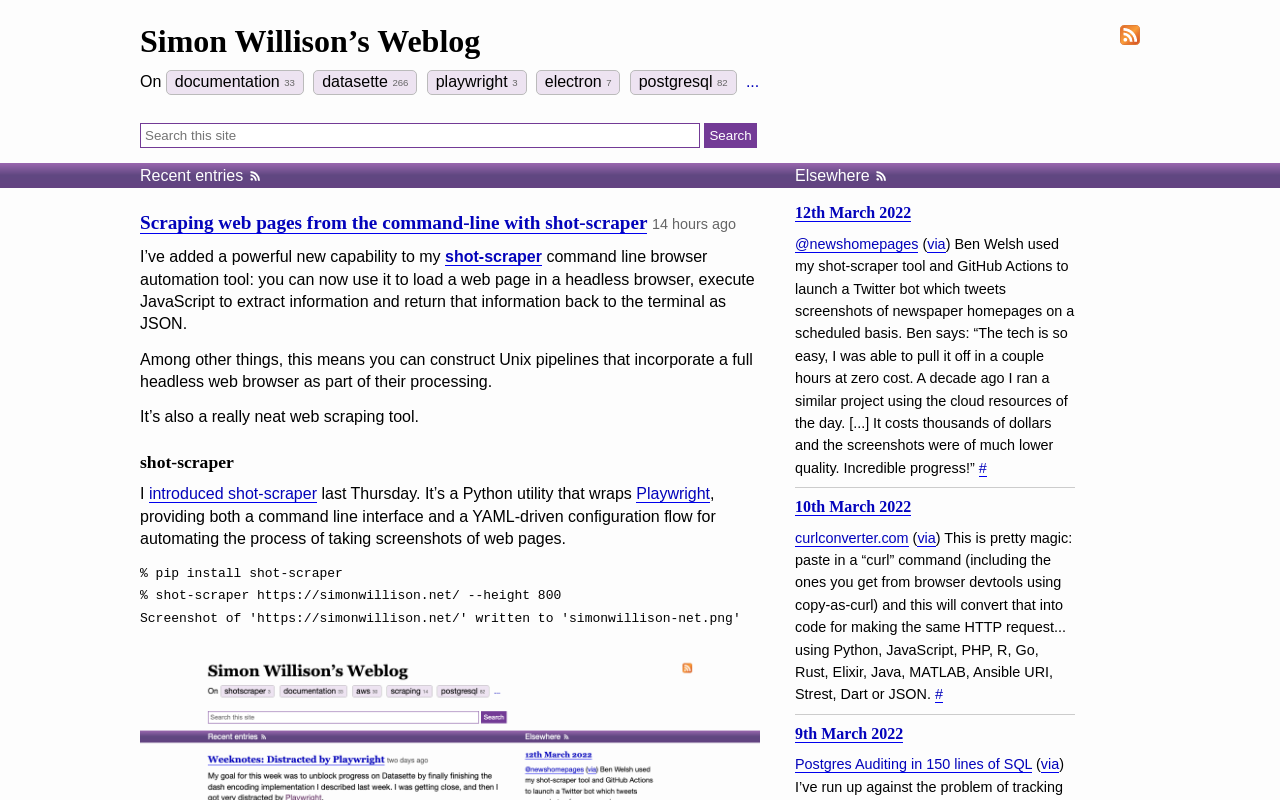 Simon Willison’s Weblog
On documentation 33 datasette 266 playwright 3 electron 7 postgresql 82 ...
Search this site Search
Recent entries
Scraping web pages from the command-line with shot-scraper 14 hours ago
I’ve added a powerful new capability to my shot-scraper command line browser
automation tool: you can now use it to load a web page in a headless browser, execute
JavaScript to extract information and return that information back to the terminal as
JSON.
Among other things, this means you can construct Unix pipelines that incorporate a full
headless web browser as part of their processing.
It’s also a really neat web scraping tool.
shot-scraper
I introduced shot-scraper last Thursday. It’s a Python utility that wraps Playwright,
providing both a command line interface and a YAML-driven configuration flow for
automating the process of taking screenshots of web pages.
% pip install shot-scraper
% shot-scraper https://simonwillison.net/ --height 800
Screenshot of 'https://simonwillison.net/' written to 'simonwillison-net.png'
Simon Willison’s Weblog
On shotscraper documentation aws scraping postgresql ...
Search this site Search
Recent entries Elsewhere
Weeknotes: Distracted by Playwright two days ago
My goal for this week was to unblock progress on Datasette by finally finishing the
dash encoding implementation I described last week. I was getting close, and then I
got very distracted by Playwright.
12th March 2022
@newshomepages (via) Ben Welsh used
my shot-scraper tool and GitHub Actions to
launch a Twitter bot which tweets
Elsewhere
12th March 2022
@newshomepages (via) Ben Welsh used
my shot-scraper tool and GitHub Actions to
launch a Twitter bot which tweets
screenshots of newspaper homepages on a
scheduled basis. Ben says: “The tech is so
easy, I was able to pull it off in a couple
hours at zero cost. A decade ago I ran a
similar project using the cloud resources of
the day. [...] It costs thousands of dollars
and the screenshots were of much lower
quality. Incredible progress!” #
10th March 2022
curlconverter.com (via) This is pretty magic:
paste in a “curl” command (including the
ones you get from browser devtools using
copy-as-curl) and this will convert that into
code for making the same HTTP request...
using Python, JavaScript, PHP, R, Go,
Rust, Elixir, Java, MATLAB, Ansible URI,
Strest, Dart or JSON. #
9th March 2022
Postgres Auditing in 150 lines of SQL (via)
I’ve run up against the problem of tracking